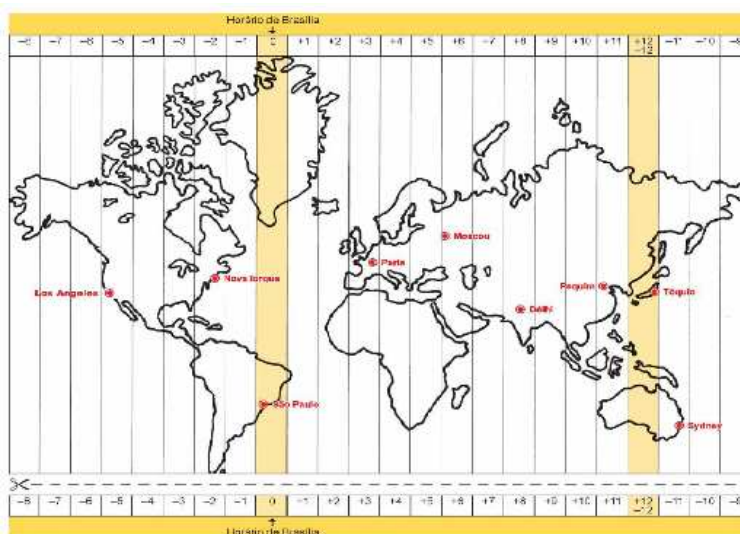 Horário de Brasília
−8 −7 −6 −5 −4 −3 −2 −1 0 +1 +2 +3 +4 +5 +6 +7 +8 +9 +10 +11 +12 −11 −10 −9
−12
Moscou
Paris
Nova Iorque
Pequim
Los Angeles
Tóquio
Délhi
São Paulo
Sydney
−8 −7 −6 −5 −4 −3 −2 −1 0 +1 +2 +3 +4 +5 +6 +7 +8 +9 +10 +11 +12 −11 −10 −9
−12
Horário de Brasília